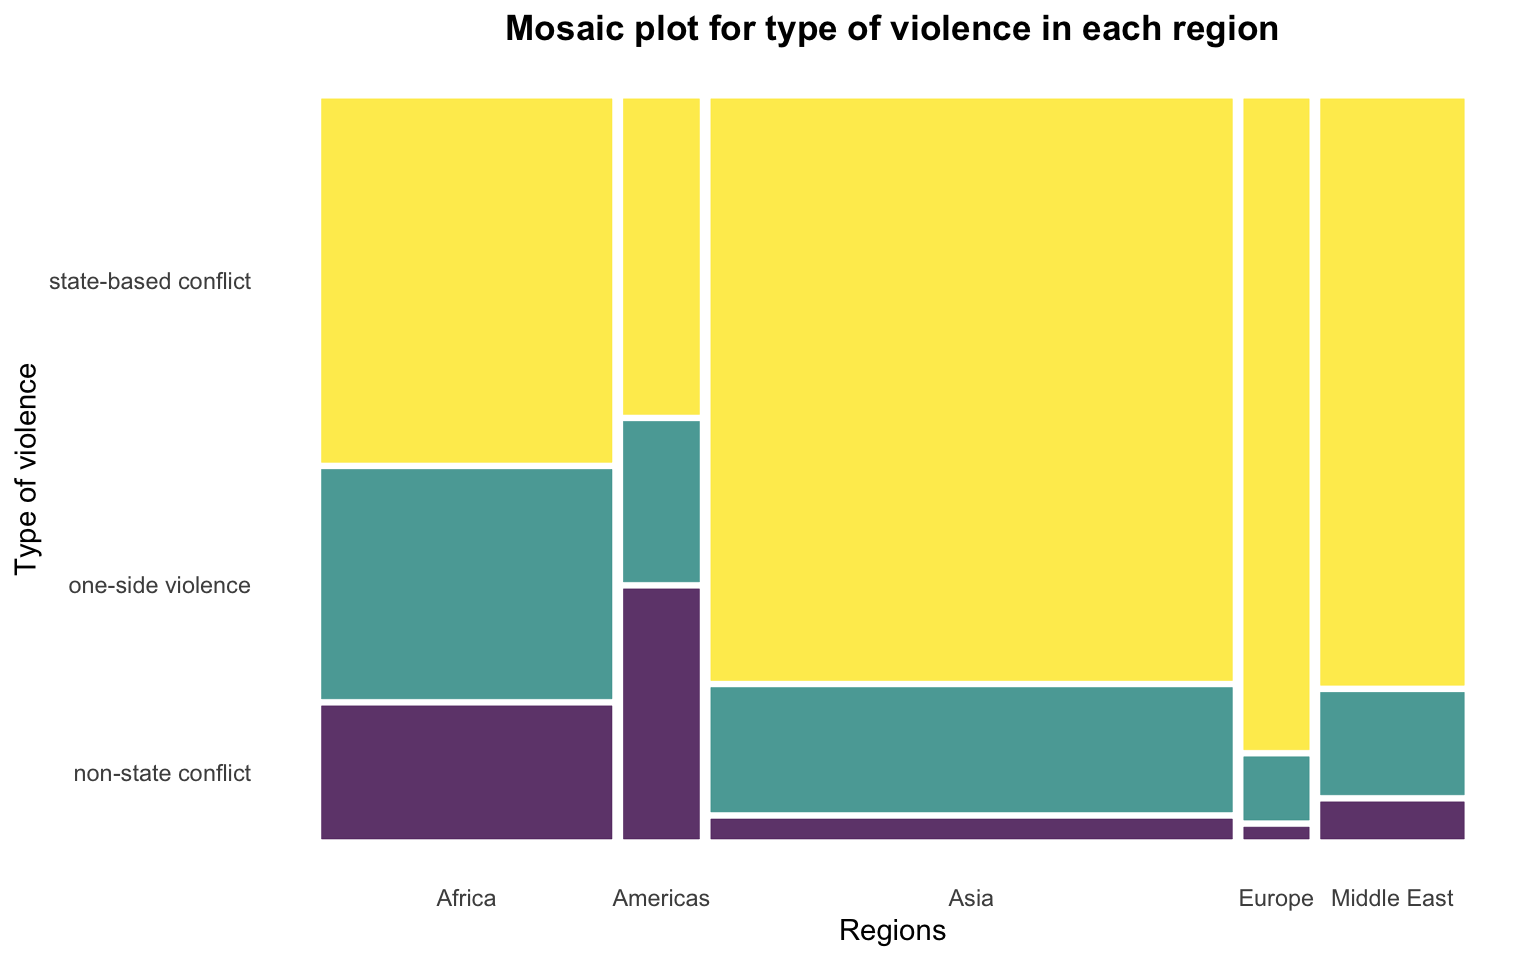 Mosaic plot for type of violence in each region
Type of violence
state-based conflict
one-side violence
non-state conflict
Africa
Americas
Asia
Europe
Middle East
Regions